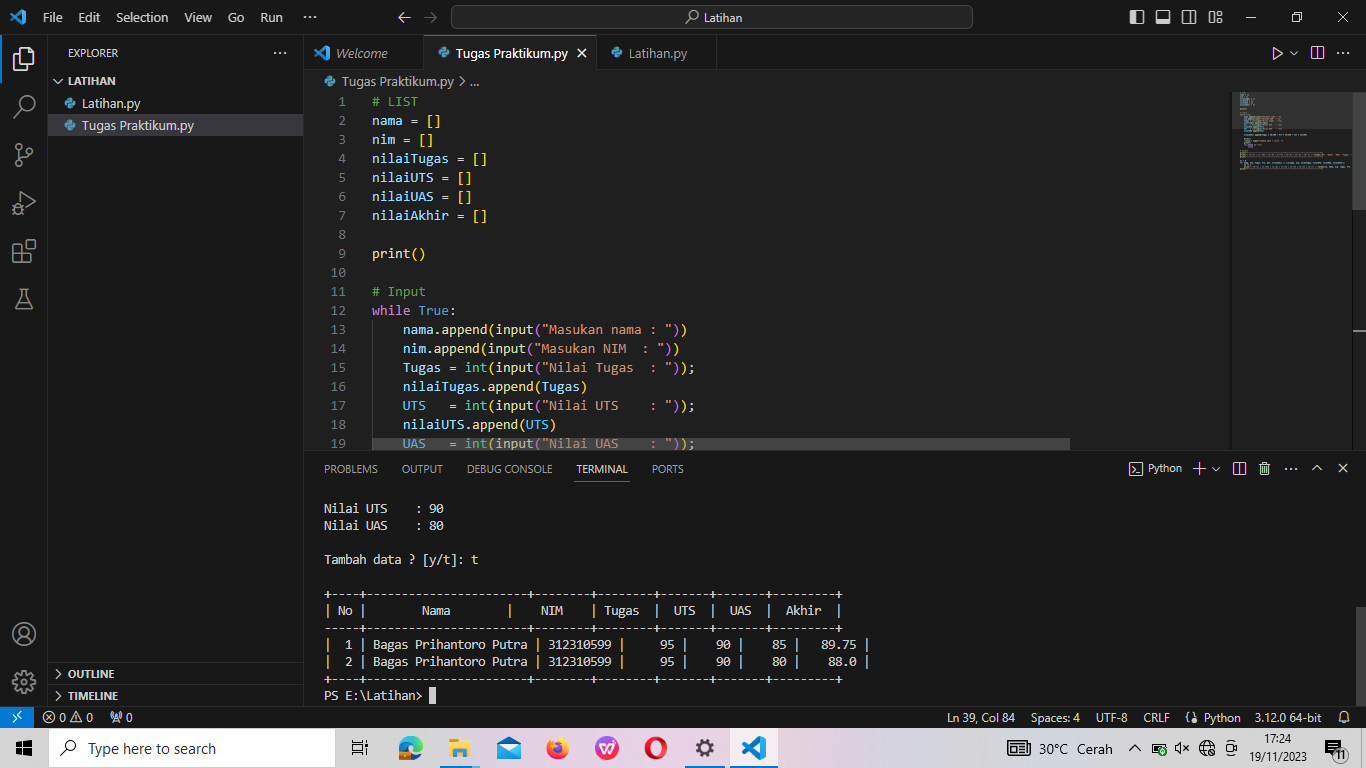 File Edit Selection View Go Run ··· Latihan
EXPLORER ···
LATIHAN
Latihan.py
Tugas Praktikum.py
OUTLINE
TIMELINE
Welcome Tugas Praktikum.py Latihan.py
Tugas Praktikum.py > ...
1 # LIST
2 nama = []
3 nim = []
4 nilaiTugas = []
5 nilaiUTS = []
6 nilaiUAS = []
7 nilaiAkhir = []
8
9 print()
10
11 # Input
12 while True:
13     nama.append(input("Masukan nama : "))
14     nim.append(input("Masukan NIM  : "))
15     Tugas = int(input("Nilai Tugas  : "));
16     nilaiTugas.append(Tugas)
17     UTS   = int(input("Nilai UTS    : "));
18     nilaiUTS.append(UTS)
19     UAS   = int(input("Nilai UAS    : "));
PROBLEMS OUTPUT DEBUG CONSOLE TERMINAL PORTS Python
Nilai UTS    : 90
Nilai UAS    : 80
Tambah data ? [y/t]: t
+----+-----------------------+--------+--------+-------+-------+---------+
| No |        Nama        |    NIM    | Tugas  |  UTS  |  UAS  |  Akhir  |
-----+-----------------------+--------+--------+-------+-------+---------+
|  1 | Bagas Prihantoro Putra | 312310599 |     95 |    90 |    85 |   89.75 |
|  2 | Bagas Prihantoro Putra | 312310599 |     95 |    90 |    80 |    88.0 |
+----+-----------------------+--------+--------+-------+-------+---------+
PS E:\Latihan>
0 0 0 Ln 39, Col 84 Spaces: 4 UTF-8 CRLF Python 3.12.0 64-bit
Type here to search 30°C Cerah 17:24
19/11/2023 11